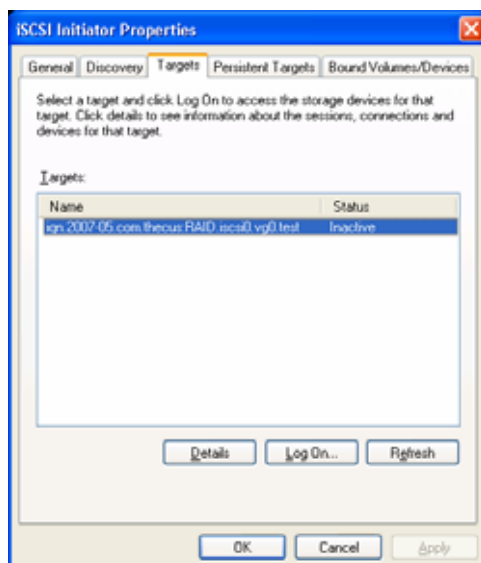 iSCSI Initiator Properties
General Discovery Targets Persistent Targets Bound Volumes/Devices
Select a target and click Log On to access the storage devices for that
target. Click details to see information about the sessions, connections and
devices for that target.
Targets:
Name Status
iqn.2007-05.com.thecus:RAID.iscsi0.vg0.test Inactive
Details Log On... Refresh
OK Cancel Apply